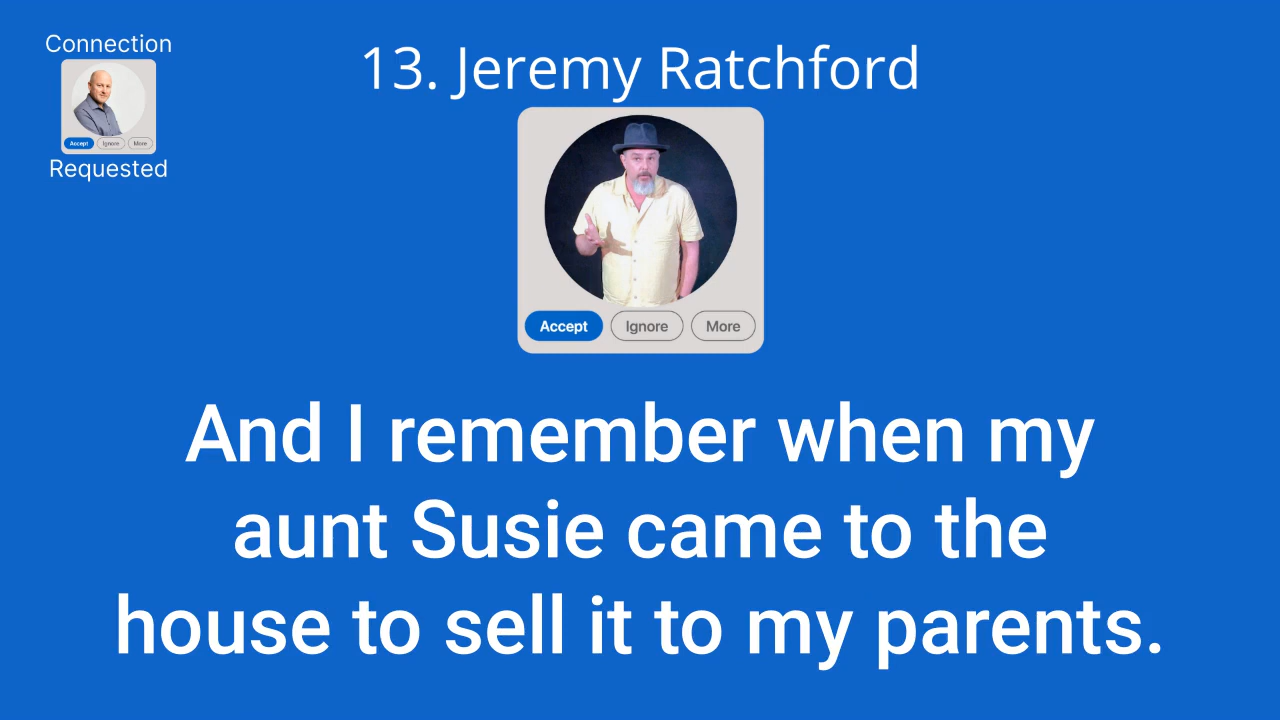 Connection
Accept Ignore More
Requested
13. Jeremy Ratchford
Accept Ignore More
And I remember when my
aunt Susie came to the
house to sell it to my parents.